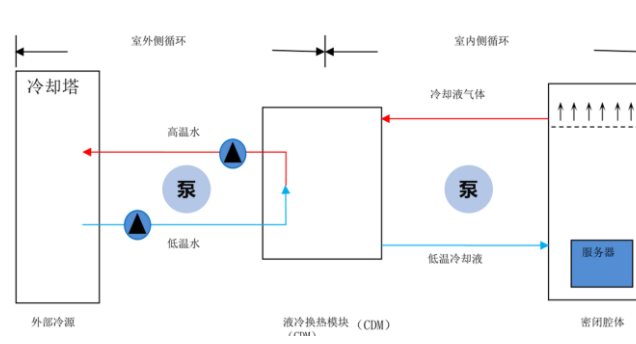 室外侧循环
室内侧循环
冷却塔
冷却液气体
高温水
泵
泵
低温水
低温冷却液
服务器
外部冷源
液冷换热模块（CDM）
（CDM）
密闭腔体